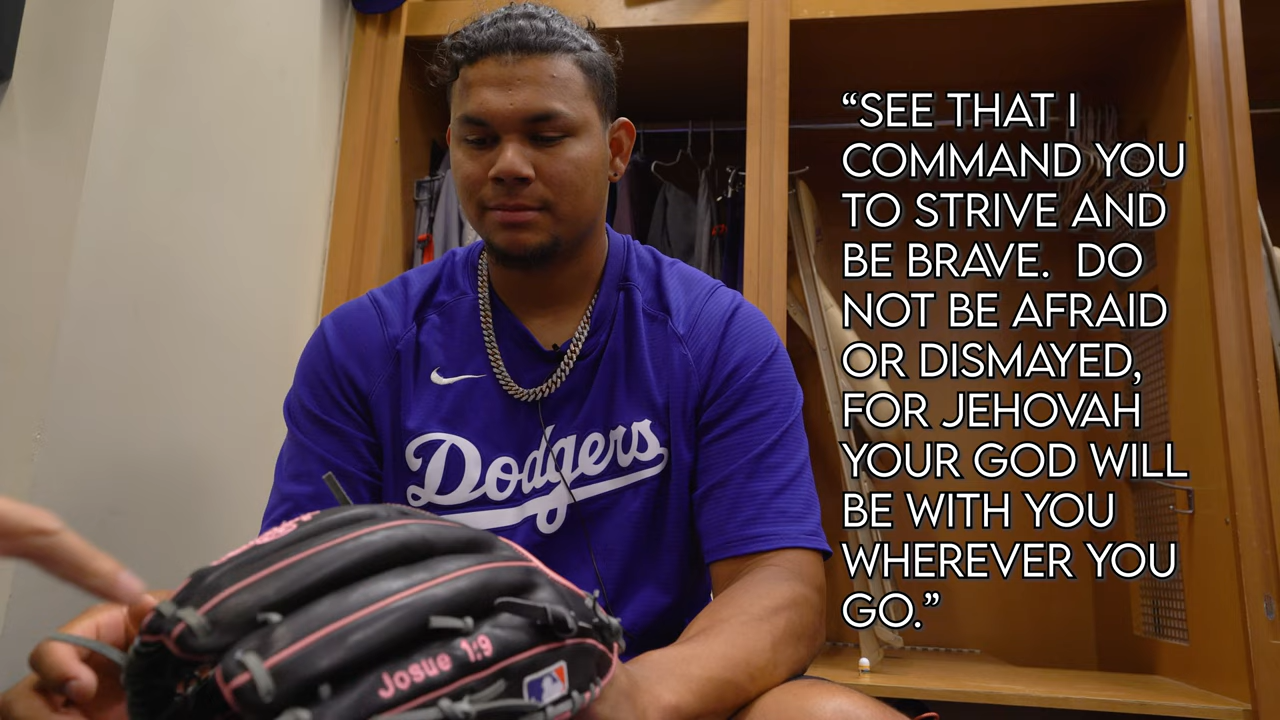 “SEE THAT I
COMMAND YOU
TO STRIVE AND
BE BRAVE. DO
NOT BE AFRAID
OR DISMAYED,
FOR JEHOVAH
YOUR GOD WILL
BE WITH YOU
WHEREVER YOU
GO.”
Dodgers
Josue 1:9